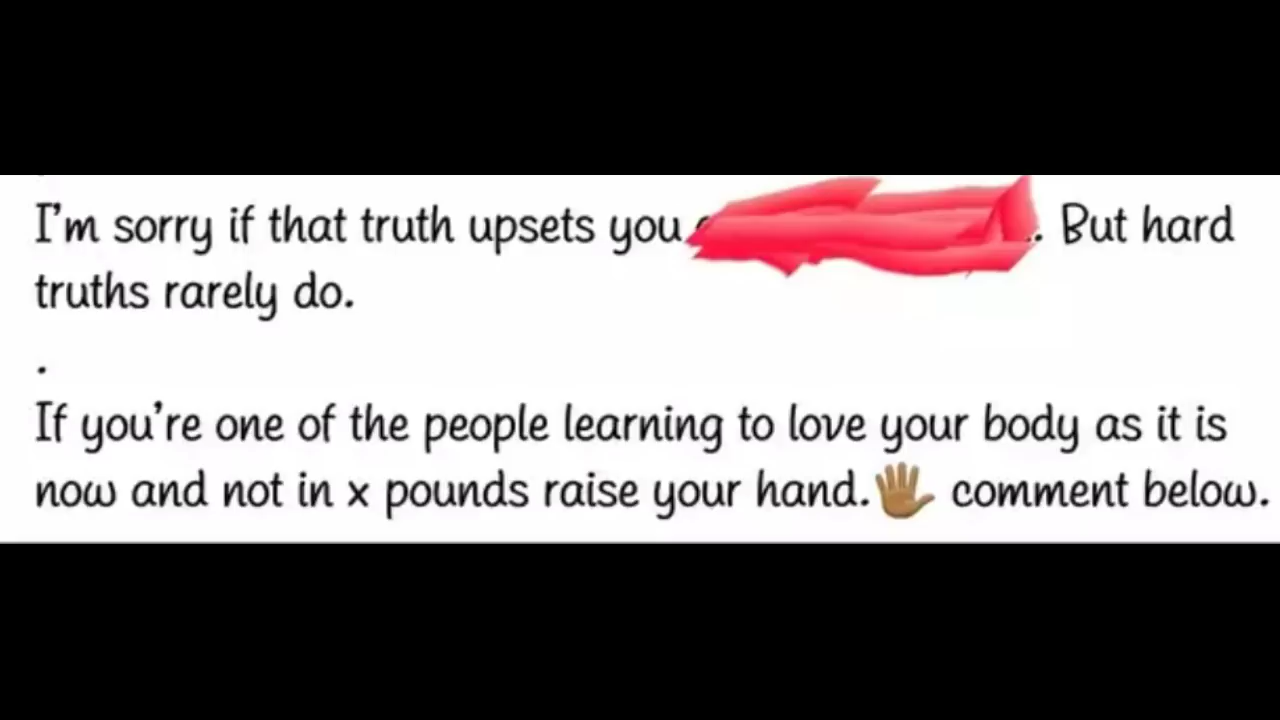 I'm sorry if that truth upsets you . But hard
truths rarely do.
.
If you're one of the people learning to love your body as it is
now and not in x pounds raise your hand.🖐🏾 comment below.